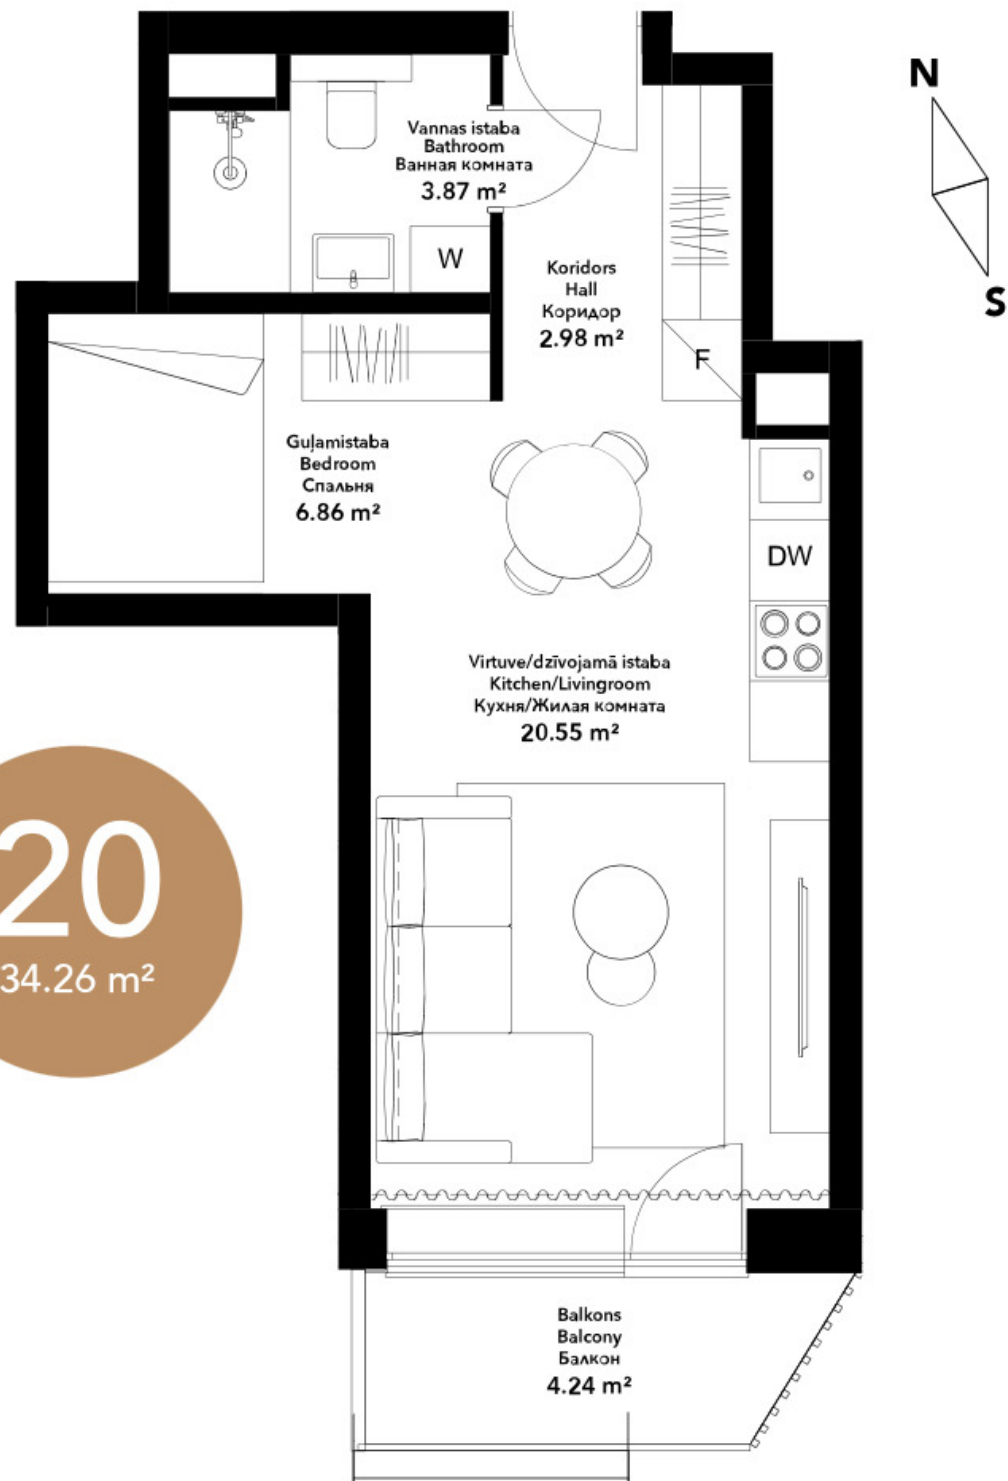 N
S
Vannas istaba
Bathroom
Ванная комната
3.87 m²
W
Koridors
Hall
Коридор
2.98 m²
F
Guļamistaba
Bedroom
Спальня
6.86 m²
DW
Virtuve/dzīvojamā istaba
Kitchen/Livingroom
Кухня/Жилая комната
20.55 m²
20
34.26 m²
Balkons
Balcony
Балкон
4.24 m²